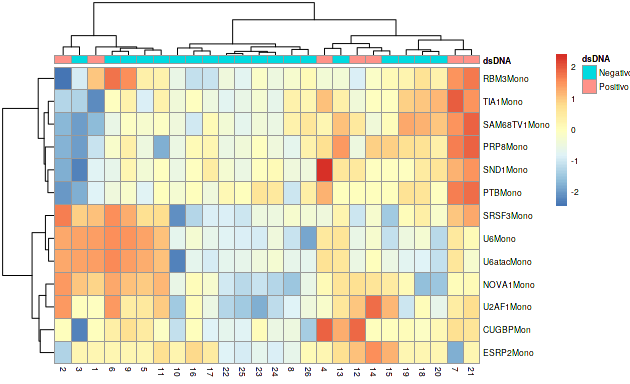 dsDNA
dsDNA
Negativo
Positivo
2
1
0
-1
-2
RBM3Mono
TIA1Mono
SAM68TV1Mono
PRP8Mono
SND1Mono
PTBMono
SRSF3Mono
U6Mono
U6atacMono
NOVA1Mono
U2AF1Mono
CUGBPMon
ESRP2Mono
2 3 1 6 9 5 11 10 16 17 22 25 23 24 8 26 4 13 12 14 15 19 18 20 7 21